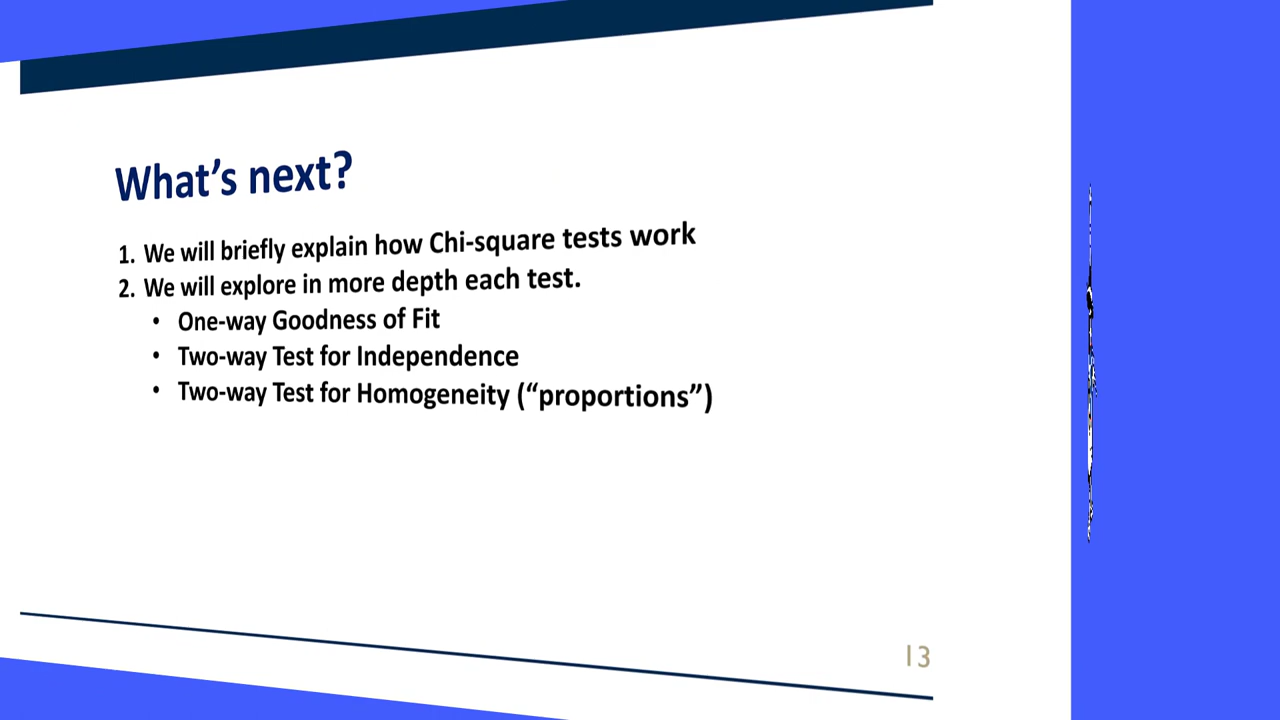 What’s next?
1. We will briefly explain how Chi-square tests work
2. We will explore in more depth each test.
• One-way Goodness of Fit
• Two-way Test for Independence
• Two-way Test for Homogeneity (“proportions”)
13